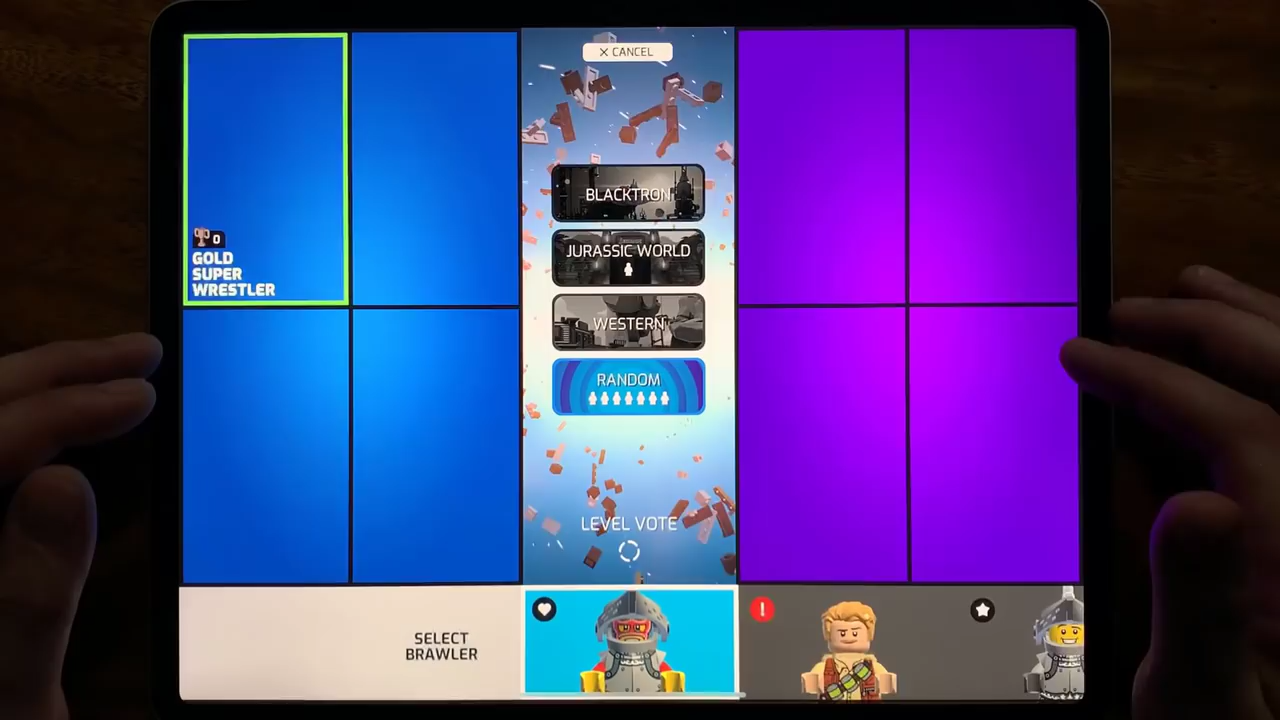 X CANCEL
BLACKTRON
JURASSIC WORLD
WESTERN
RANDOM
0
GOLD
SUPER
WRESTLER
LEVEL VOTE
SELECT
BRAWLER
!